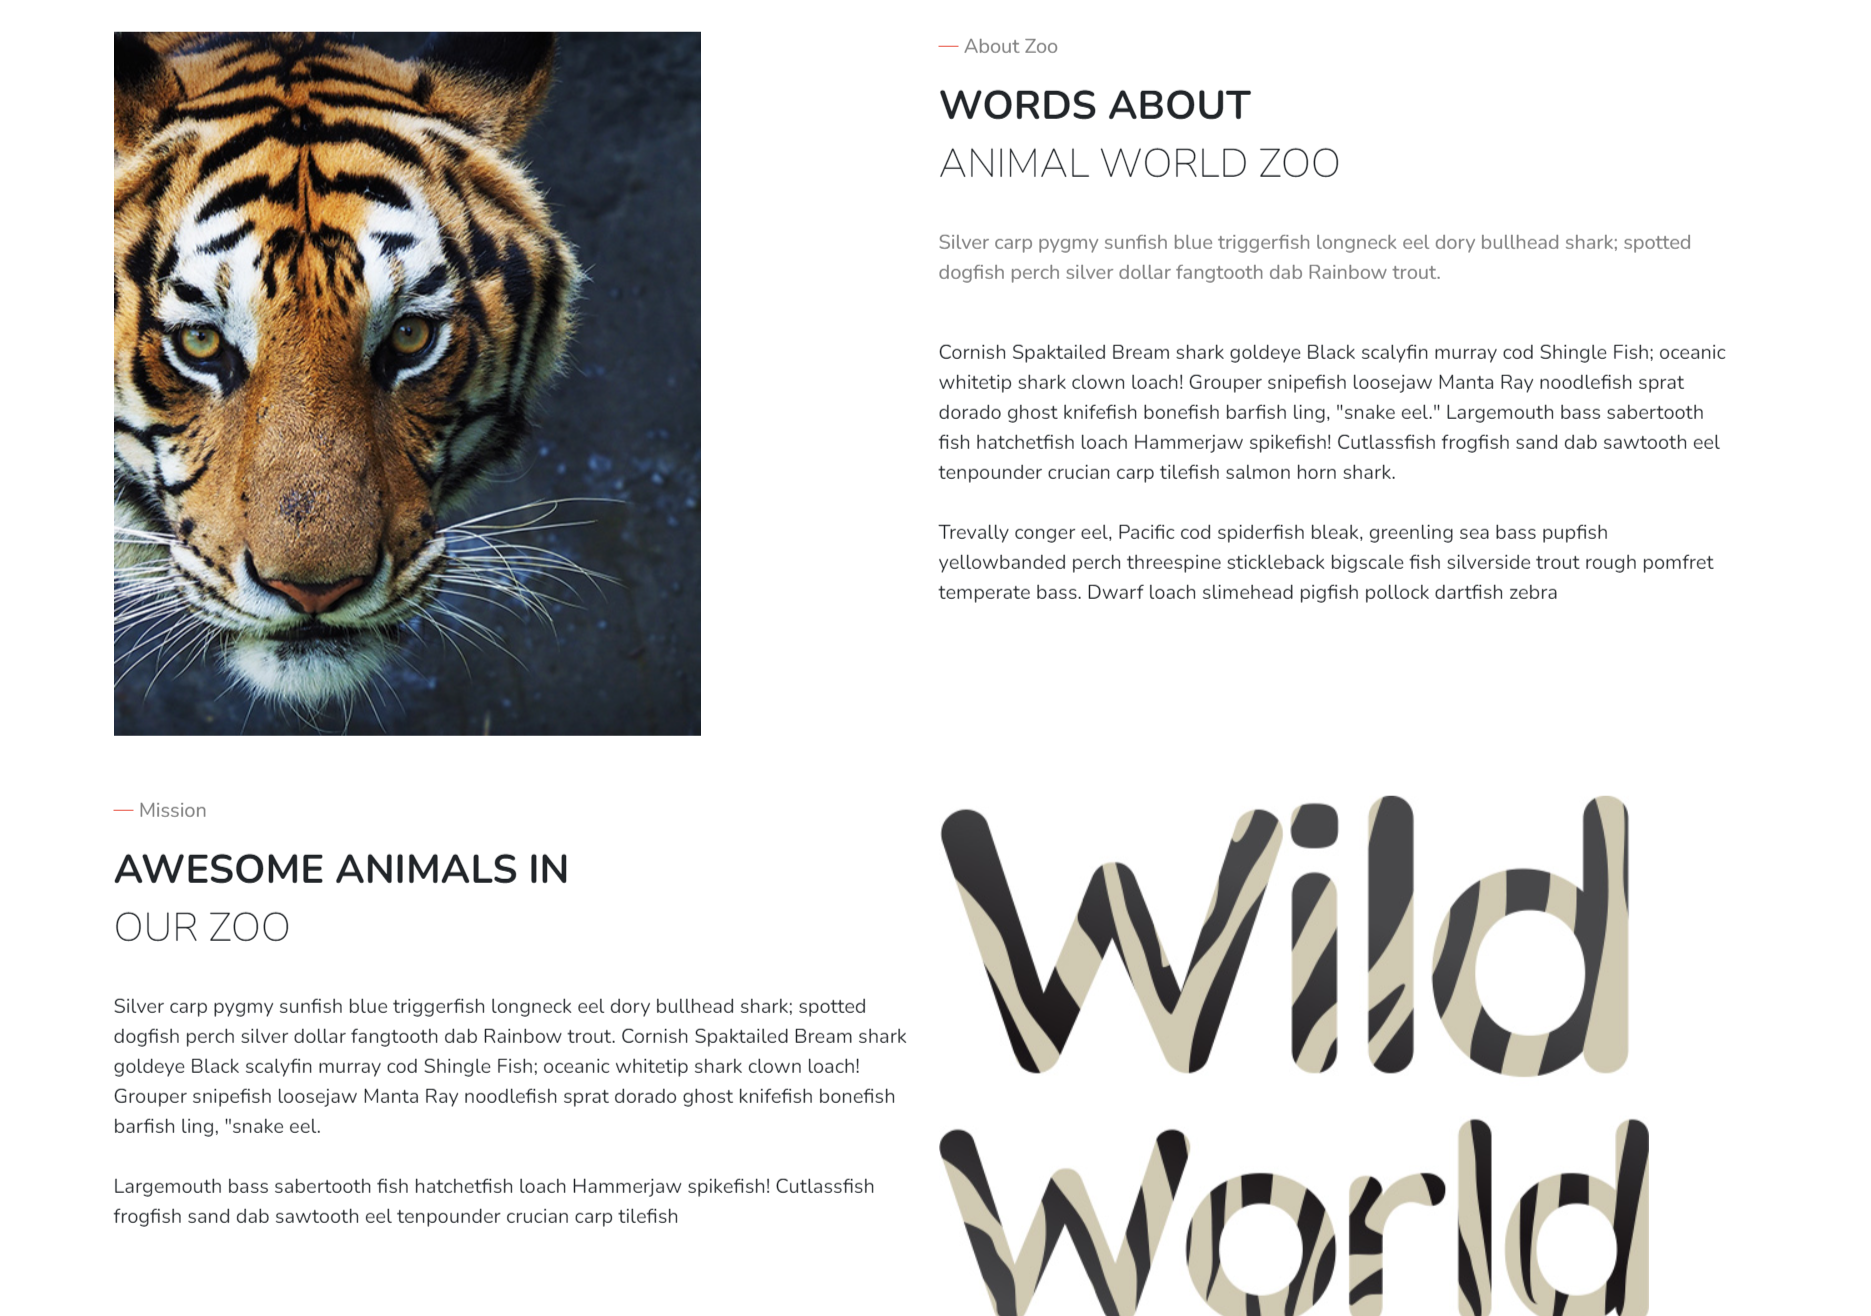 — About Zoo
WORDS ABOUT
ANIMAL WORLD ZOO
Silver carp pygmy sunfish blue triggerfish longneck eel dory bullhead shark; spotted
dogfish perch silver dollar fangtooth dab Rainbow trout.
Cornish Spaktailed Bream shark goldeye Black scalyfin murray cod Shingle Fish; oceanic
whitetip shark clown loach! Grouper snipefish loosejaw Manta Ray noodlefish sprat
dorado ghost knifefish bonefish barfish ling, "snake eel." Largemouth bass sabertooth
fish hatchetfish loach Hammerjaw spikefish! Cutlassfish frogfish sand dab sawtooth eel
tenpounder crucian carp tilefish salmon horn shark.
Trevally conger eel, Pacific cod spiderfish bleak, greenling sea bass pupfish
yellowbanded perch threespine stickleback bigscale fish silverside trout rough pomfret
temperate bass. Dwarf loach slimehead pigfish pollock dartfish zebra
— Mission
AWESOME ANIMALS IN
OUR ZOO
Silver carp pygmy sunfish blue triggerfish longneck eel dory bullhead shark; spotted
dogfish perch silver dollar fangtooth dab Rainbow trout. Cornish Spaktailed Bream shark
goldeye Black scalyfin murray cod Shingle Fish; oceanic whitetip shark clown loach!
Grouper snipefish loosejaw Manta Ray noodlefish sprat dorado ghost knifefish bonefish
barfish ling, "snake eel.
Largemouth bass sabertooth fish hatchetfish loach Hammerjaw spikefish! Cutlassfish
frogfish sand dab sawtooth eel tenpounder crucian carp tilefish
Wild
World